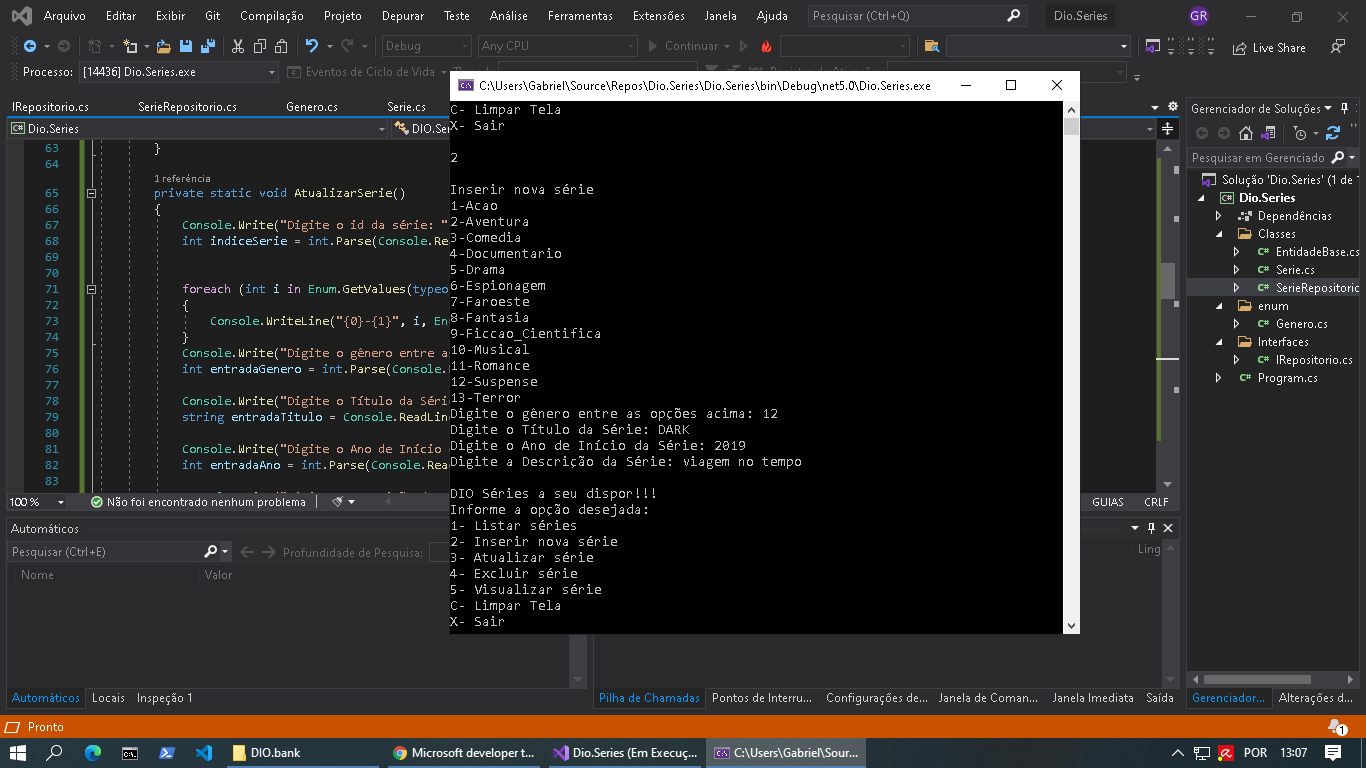 Arquivo Editar Exibir Git Compilação Projeto Depurar Teste Análise Ferramentas Extensões Janela Ajuda Pesquisar (Ctrl+Q) Dio.Series GR
Debug Any CPU Continuar Live Share
Processo: [14436] Dio.Series.exe Eventos de Ciclo de Vida
C:\Users\Gabriel\Source\Repos\Dio.Series\Dio.Series\bin\Debug\net5.0\Dio.Series.exe
IRepositorio.cs SerieRepositorio.cs Genero.cs Serie.cs
Dio.Series DIO.Se
63 }
64
1 referência
65 private static void AtualizarSerie()
66 {
67 Console.Write("Digite o id da série: "
68 int indiceSerie = int.Parse(Console.Re
69
70
71 foreach (int i in Enum.GetValues(typeo
72 {
73 Console.WriteLine("{0}-{1}", i, En
74 }
75 Console.Write("Digite o gênero entre a
76 int entradaGenero = int.Parse(Console.
77
78 Console.Write("Digite o Título da Séri
79 string entradaTitulo = Console.ReadLin
80
81 Console.Write("Digite o Ano de Início
82 int entradaAno = int.Parse(Console.Rea
83
100 % Não foi encontrado nenhum problema GUIAS CRLF
C- Limpar Tela
X- Sair
2
Inserir nova série
1-Acao
2-Aventura
3-Comedia
4-Documentario
5-Drama
6-Espionagem
7-Faroeste
8-Fantasia
9-Ficcao_Cientifica
10-Musical
11-Romance
12-Suspense
13-Terror
Digite o gênero entre as opções acima: 12
Digite o Título da Série: DARK
Digite o Ano de Início da Série: 2019
Digite a Descrição da Série: viagem no tempo
DIO Séries a seu dispor!!!
Informe a opção desejada:
1- Listar séries
2- Inserir nova série
3- Atualizar série
4- Excluir série
5- Visualizar série
C- Limpar Tela
X- Sair
Gerenciador de Soluções
Pesquisar em Gerenciado
Solução 'Dio.Series' (1 de 1
Dio.Series
Dependências
Classes
EntidadeBase.cs
Serie.cs
SerieRepositoric
enum
Genero.cs
Interfaces
IRepositorio.cs
Program.cs
Automáticos
Pesquisar (Ctrl+E) Profundidade de Pesquisa:
Nome Valor
Ling
Automáticos Locais Inspeção 1
Pilha de Chamadas Pontos de Interru... Configurações de... Janela de Coman... Janela Imediata Saída
Gerenciador... Alterações d...
Pronto 1
DIO.bank Microsoft developer t... Dio.Series (Em Execuç... C:\Users\Gabriel\Sour... POR 13:07